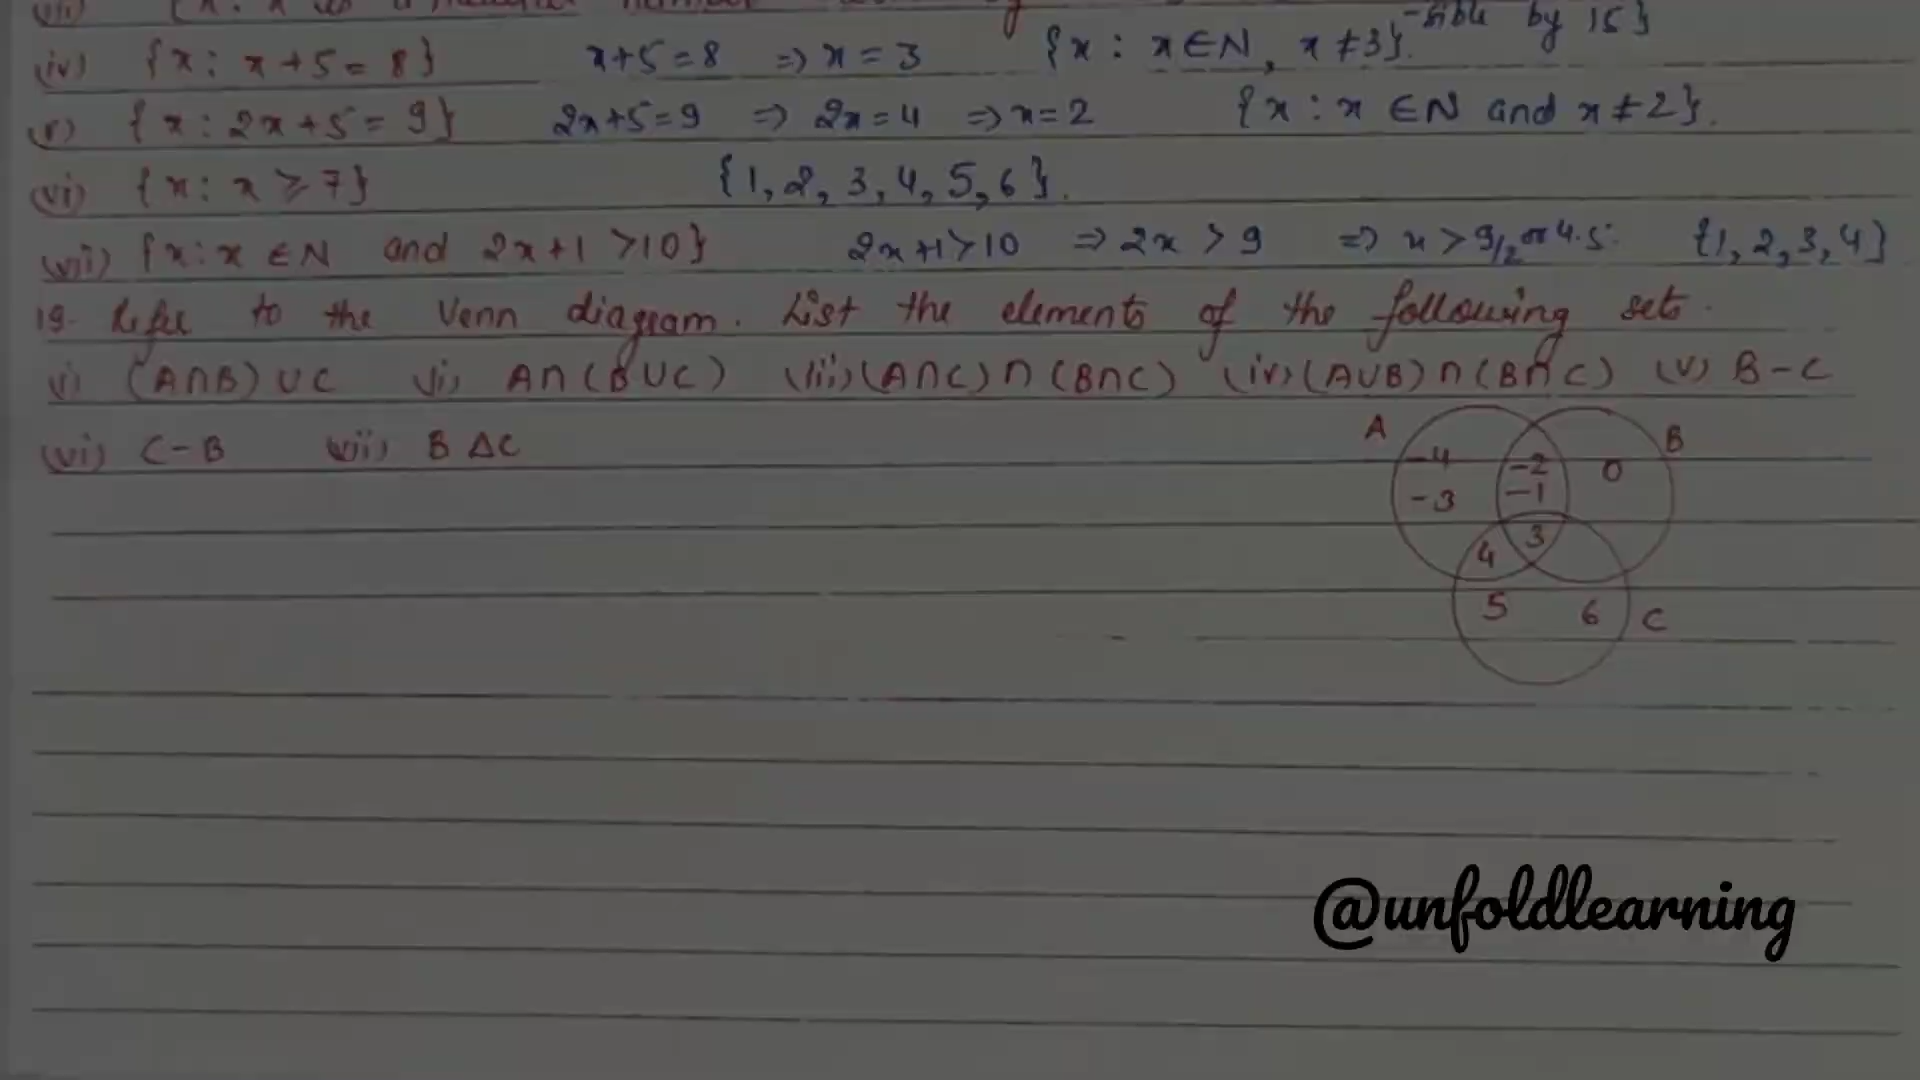 -sible by 15}
(iv) {x : x + 5 = 8} x+5 = 8 => x = 3 {x : x ∈ N, x ≠ 3}.
(v) {x : 2x + 5 = 9} 2x+5 = 9 => 2x = 4 => x = 2 {x : x ∈ N and x ≠ 2}.
(vi) {x : x ≥ 7} {1, 2, 3, 4, 5, 6}.
(vii) {x : x ∈ N and 2x + 1 > 10} 2x+1 > 10 => 2x > 9 => x > 9/2 or 4.5. {1, 2, 3, 4}
19. Refer to the Venn diagram. List the elements of the following sets.
(i) (A∩B) ∪ C (ii) A∩(B∪C) (iii) (A∩C)∩(B∩C) (iv) (A∪B)∩(B∩C) (v) B-C
(vi) C-B (vii) B Δ C
A B
-4 -2 0
-3 -1
4 3
5 6 C
@unfoldlearning